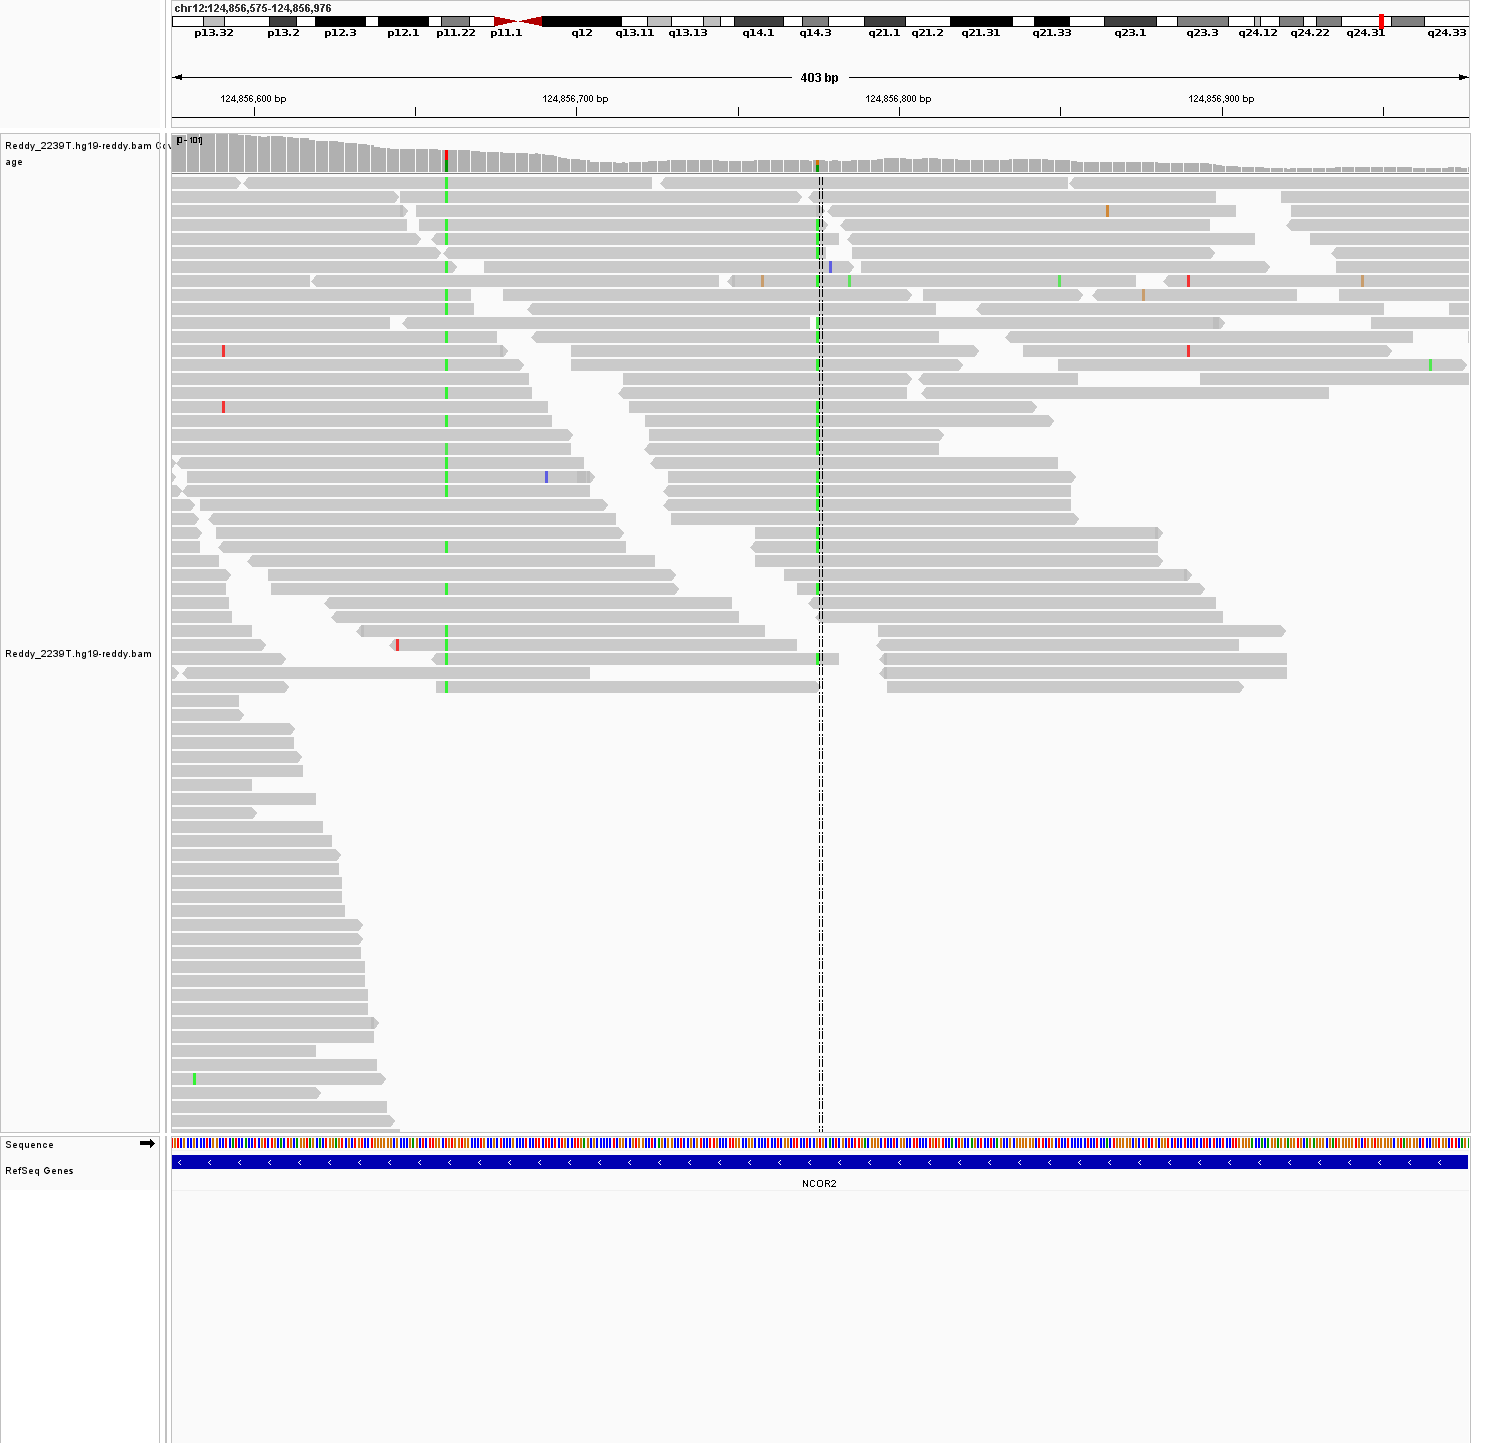 chr12:124,856,575-124,856,976
p13.32 p13.2 p12.3 p12.1 p11.22 p11.1 q12 q13.11 q13.13 q14.1 q14.3 q21.1 q21.2 q21.31 q21.33 q23.1 q23.3 q24.12 q24.22 q24.31 q24.33
403 bp
124,856,600 bp 124,856,700 bp 124,856,800 bp 124,856,900 bp
Reddy_2239T.hg19-reddy.bam Cov
age
[0 - 101]
Reddy_2239T.hg19-reddy.bam
Sequence
RefSeq Genes
NCOR2